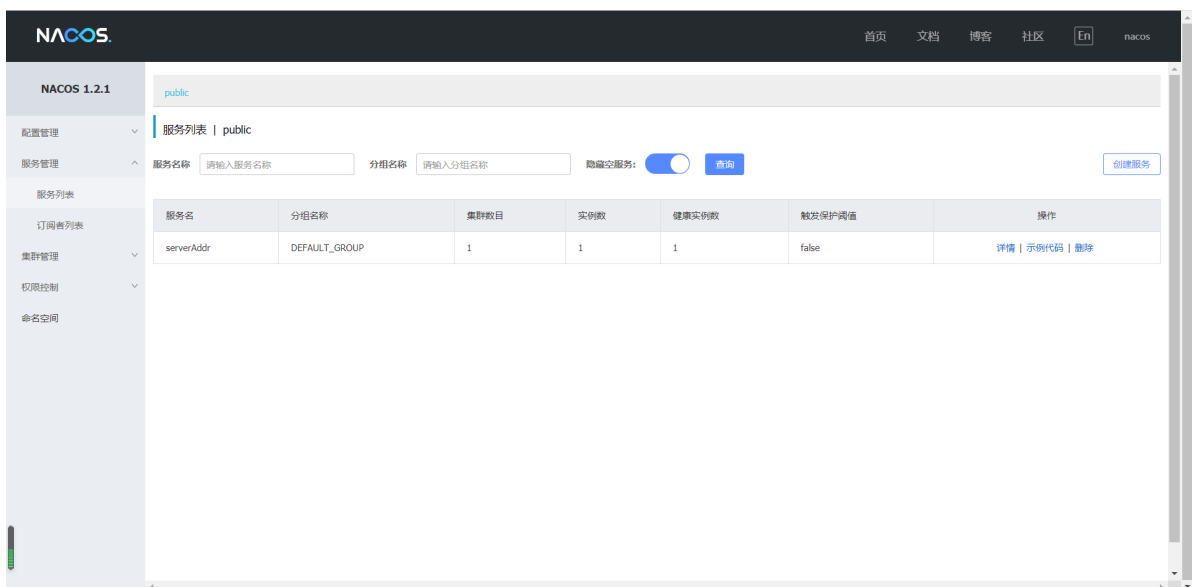 NACOS. 首页 文档 博客 社区 En nacos
NACOS 1.2.1
public
配置管理
服务列表 | public
服务管理
服务名称 请输入服务名称 分组名称 请输入分组名称 隐藏空服务: 查询 创建服务
服务列表
订阅者列表
服务名 分组名称 集群数目 实例数 健康实例数 触发保护阈值 操作
serverAddr DEFAULT_GROUP 1 1 1 false 详情 | 示例代码 | 删除
集群管理
权限控制
命名空间